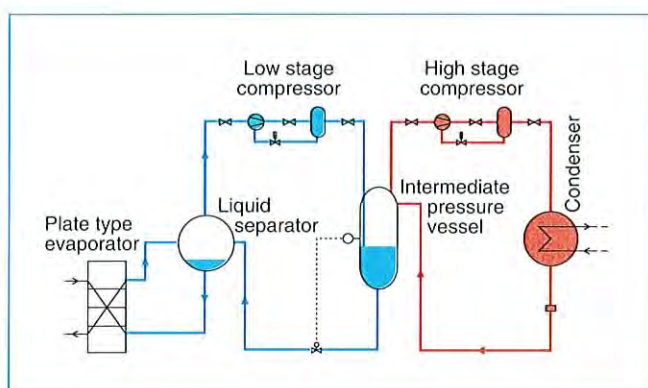 Low stage
compressor
High stage
compressor
Condenser
Plate type
evaporator
Liquid
separator
Intermediate
pressure
vessel